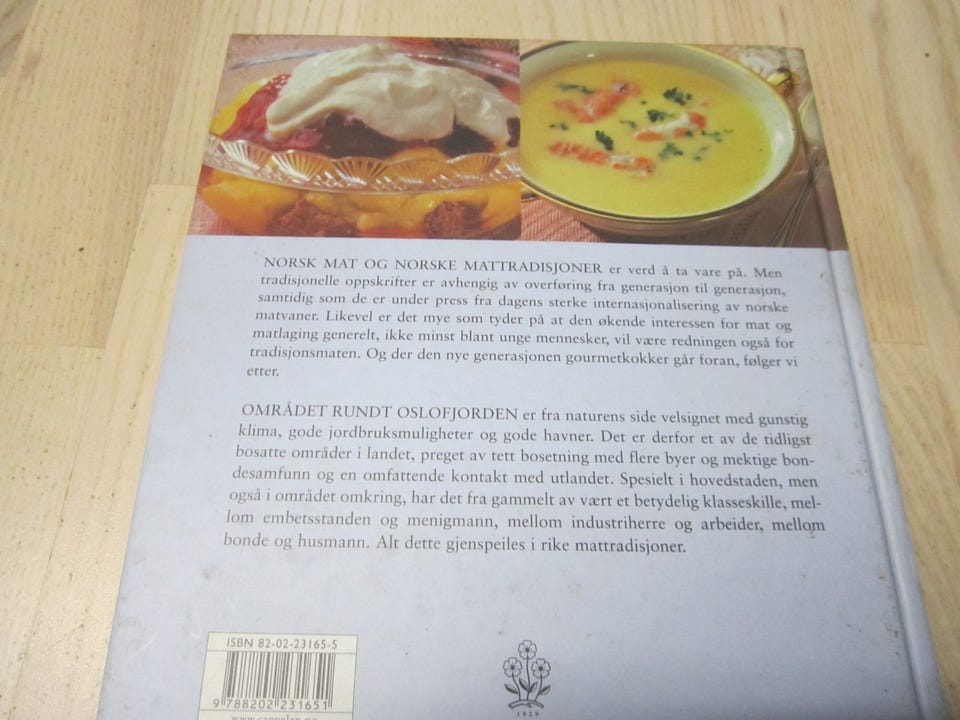 NORSK MAT OG NORSKE MATTRADISJONER er verd å ta vare på. Men
tradisjonelle oppskrifter er avhengig av overføring fra generasjon til generasjon,
samtidig som de er under press fra dagens sterke internasjonalisering av norske
matvaner. Likevel er det mye som tyder på at den økende interessen for mat og
matlaging generelt, ikke minst blant unge mennesker, vil være redningen også for
tradisjonsmaten. Og der den nye generasjonen gourmetkokker går foran, følger vi
etter.
OMRÅDET RUNDT OSLOFJORDEN er fra naturens side velsignet med gunstig
klima, gode jordbruksmuligheter og gode havner. Det er derfor et av de tidligst
bosatte områder i landet, preget av tett bosetning med flere byer og mektige bon-
desamfunn og en omfattende kontakt med utlandet. Spesielt i hovedstaden, men
også i området omkring, har det fra gammelt av vært et betydelig klasseskille, mel-
lom embetsstanden og menigmann, mellom industriherre og arbeider, mellom
bonde og husmann. Alt dette gjenspeiles i rike mattradisjoner.
ISBN 82-02-23165-5
9 788202 231651
www.cappelen.no
1829